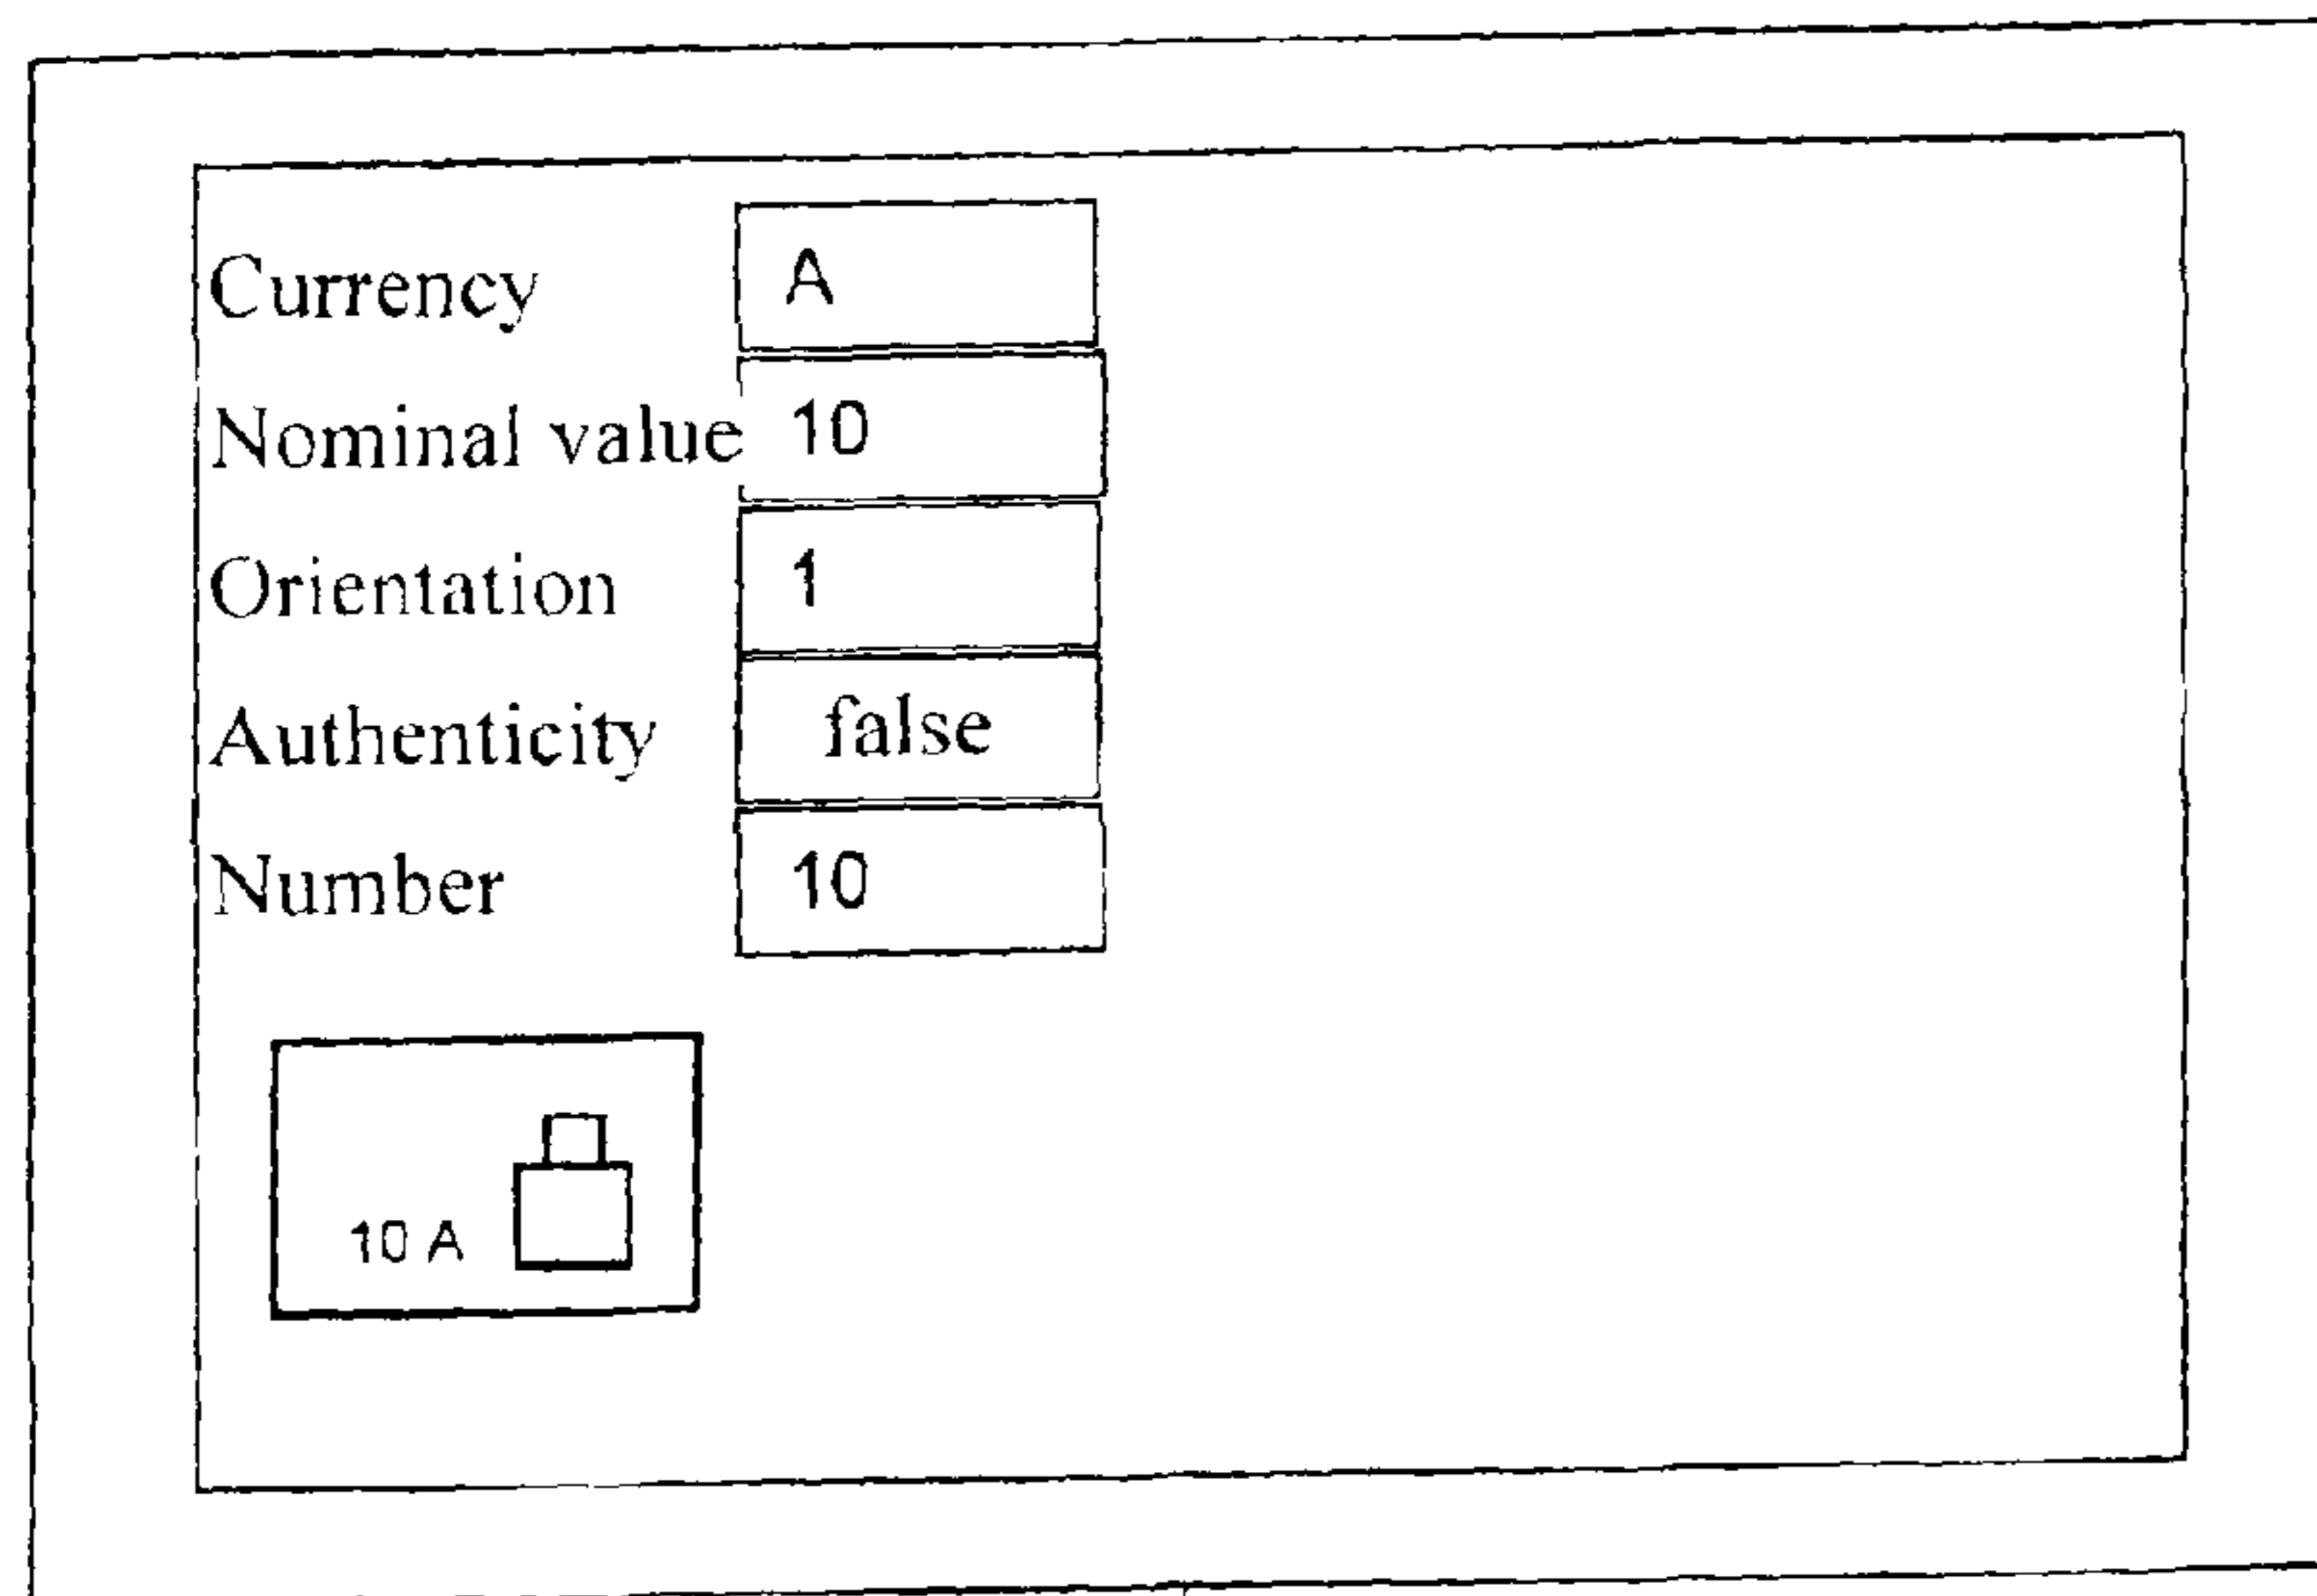 Currency A
Nominal value 10
Orientation 1
Authenticity false
Number 10
10 A